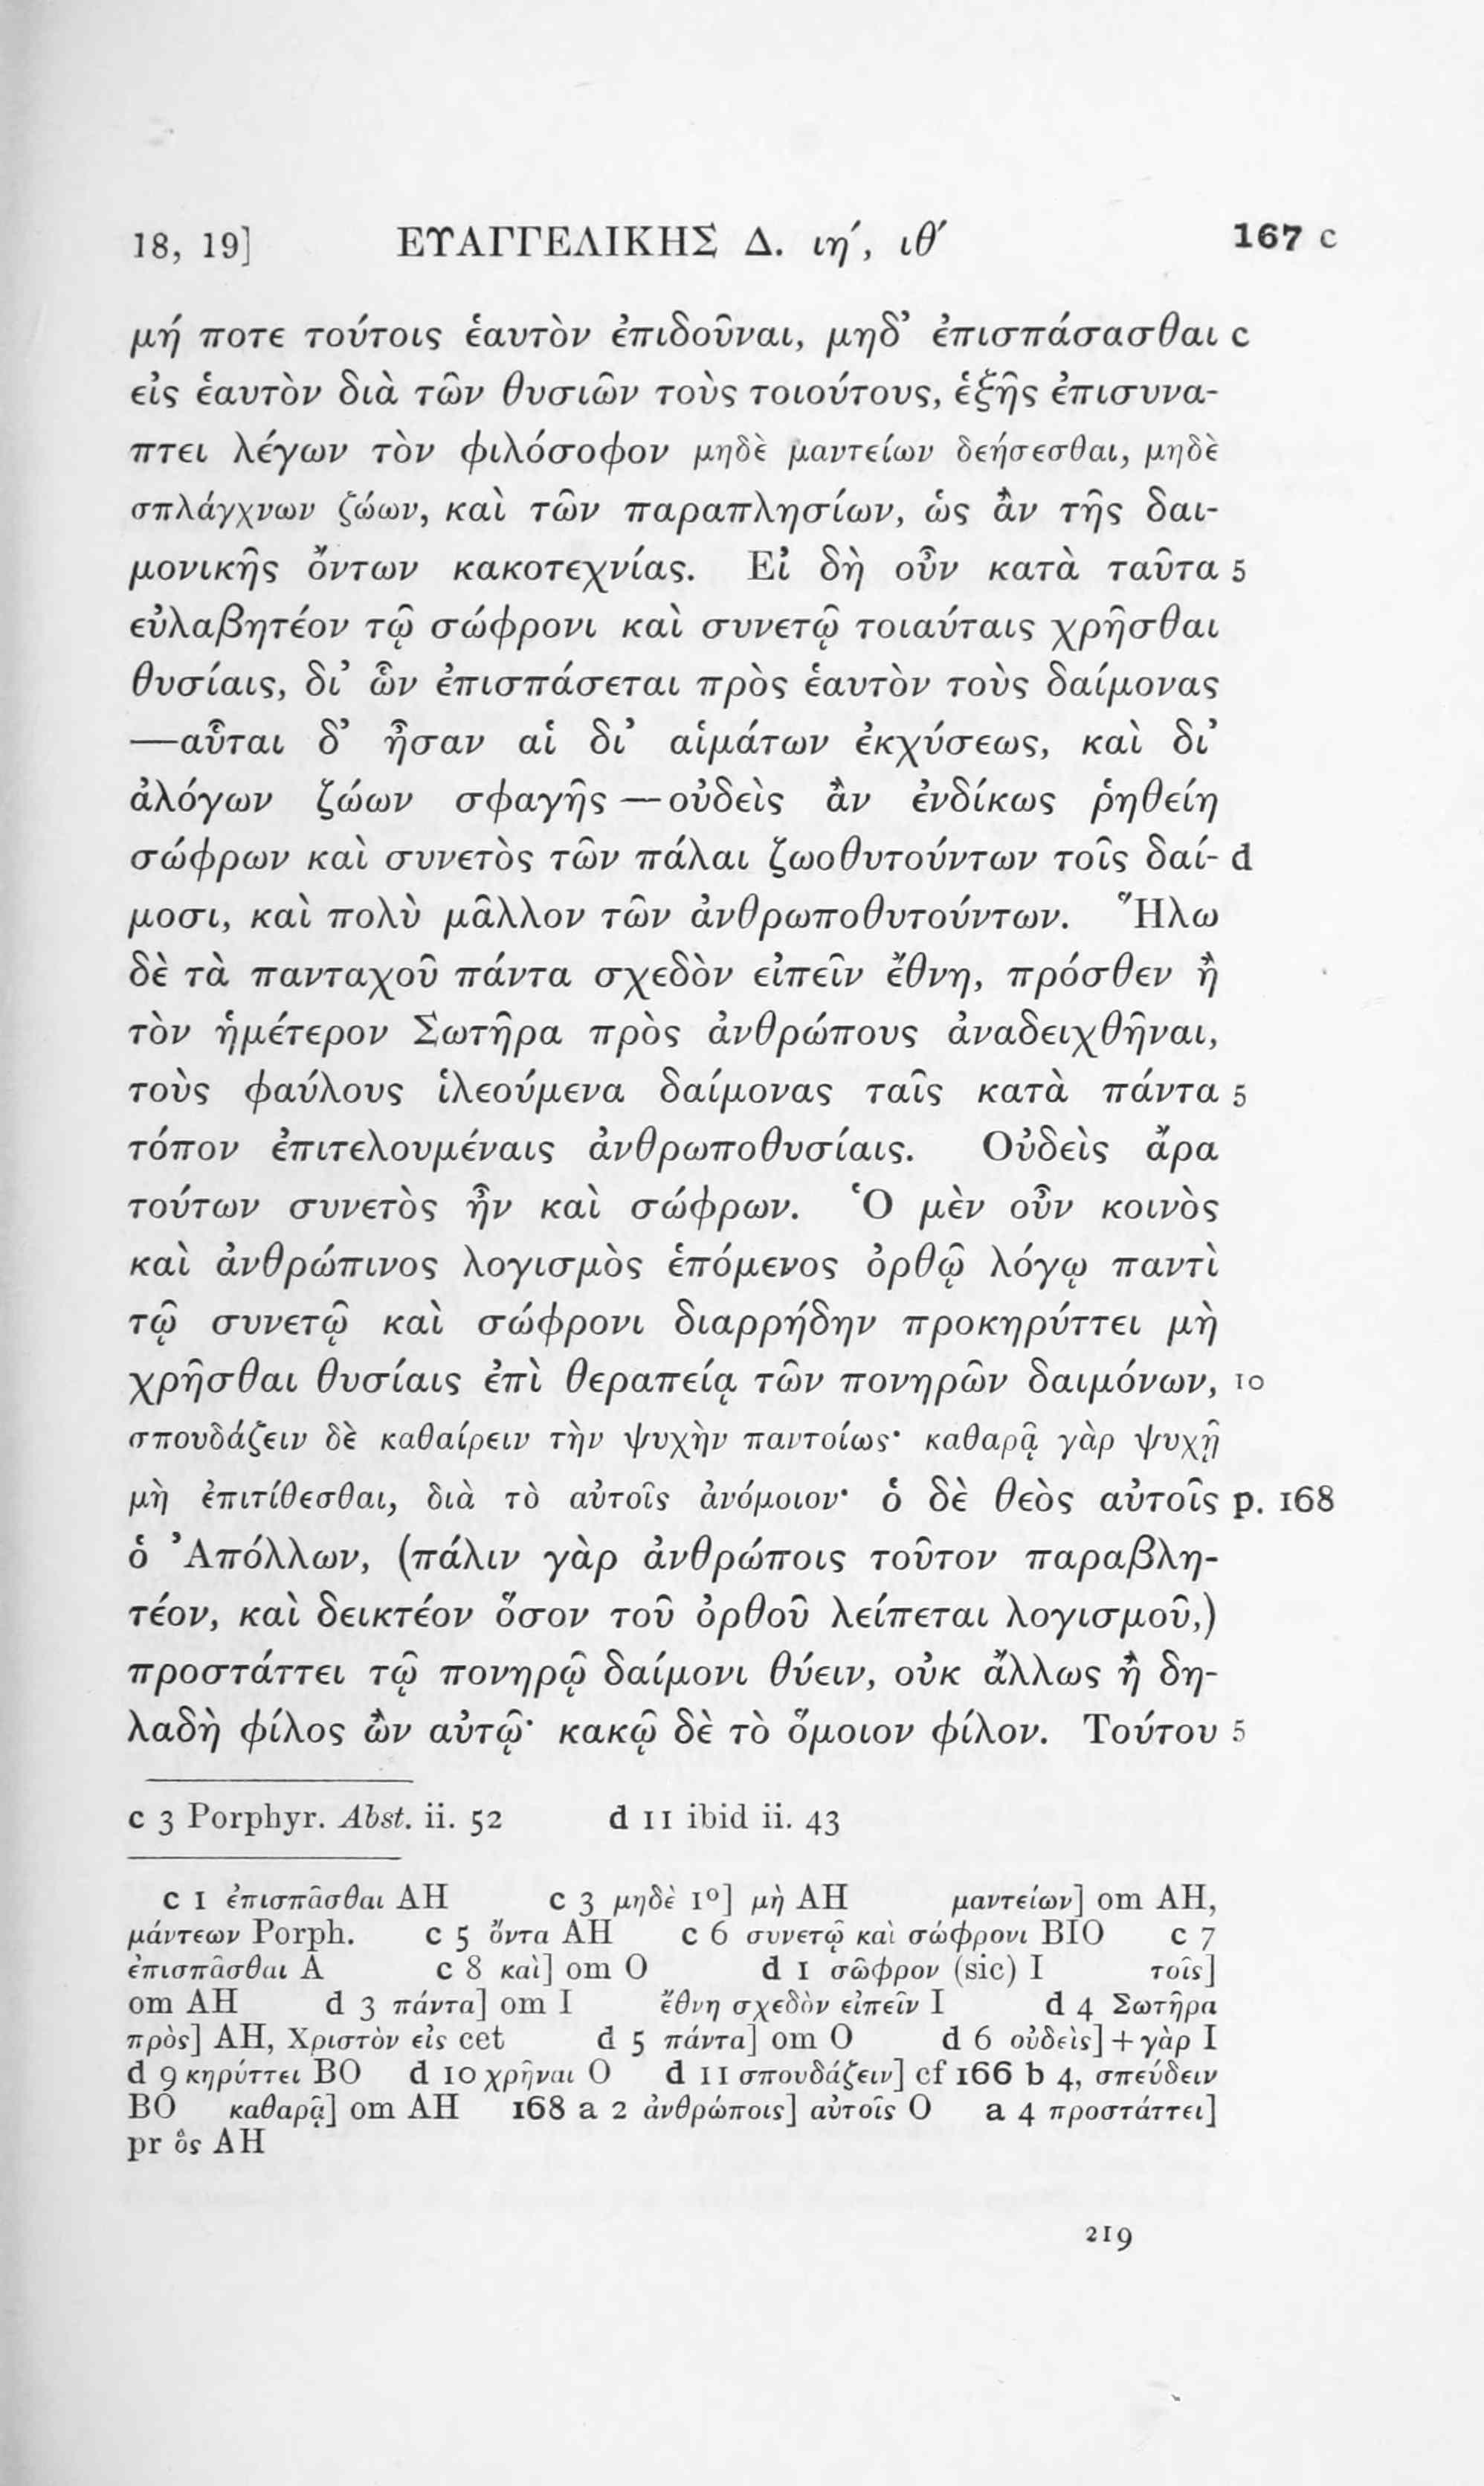 18, 19] ΕΥΑΓΓΕΛΙΚΗΣ Δ. ιη′, ιθ′ 167 c
μή ποτε τούτοις ἑαυτὸν ἐπιδοῦναι, μηδ’ ἐπισπάσασθαι c
εἰς ἑαυτὸν διὰ τῶν θυσιῶν τοὺς τοιούτους, ἑξῆς ἐπισυνα-
πτει λέγων τὸν φιλόσοφον μηδὲ μαντείων δεήσεσθαι, μηδὲ
σπλάγχνων ζώων, καὶ τῶν παραπλησίων, ὡς ἂν τῆς δαι-
μονικῆς ὄντων κακοτεχνίας. Εἰ δὴ οὖν κατὰ ταῦτα 5
εὐλαβητέον τῷ σώφρονι καὶ συνετῷ τοιαύταις χρῆσθαι
θυσίαις, δι’ ὧν ἐπισπάσεται πρὸς ἑαυτὸν τοὺς δαίμονας
—αὗται δ’ ἦσαν αἱ δι’ αἱμάτων ἐκχύσεως, καὶ δι’
ἀλόγων ζώων σφαγῆς —οὐδεὶς ἂν ἐνδίκως ῥηθείη
σώφρων καὶ συνετὸς τῶν πάλαι ζωοθυτούντων τοῖς δαί- d
μοσι, καὶ πολὺ μᾶλλον τῶν ἀνθρωποθυτούντων. Ἥλω
δὲ τὰ πανταχοῦ πάντα σχεδὸν εἰπεῖν ἔθνη, πρόσθεν ἢ
τὸν ἡμέτερον Σωτῆρα πρὸς ἀνθρώπους ἀναδειχθῆναι,
τοὺς φαύλους ἱλεούμενα δαίμονας ταῖς κατὰ πάντα 5
τόπον ἐπιτελουμέναις ἀνθρωποθυσίαις. Οὐδεὶς ἄρα
τούτων συνετὸς ἦν καὶ σώφρων. Ὁ μὲν οὖν κοινὸς
καὶ ἀνθρώπινος λογισμὸς ἑπόμενος ὀρθῷ λόγῳ παντὶ
τῷ συνετῷ καὶ σώφρονι διαρρήδην προκηρύττει μὴ
χρῆσθαι θυσίαις ἐπὶ θεραπείᾳ τῶν πονηρῶν δαιμόνων, 10
σπουδάζειν δὲ καθαίρειν τὴν ψυχὴν παντοίως· καθαρᾷ γὰρ ψυχῇ
μὴ ἐπιτίθεσθαι, διὰ τὸ αὐτοῖς ἀνόμοιον· ὁ δὲ θεὸς αὐτοῖς p. 168
ὁ Ἀπόλλων, (πάλιν γὰρ ἀνθρώποις τοῦτον παραβλη-
τέον, καὶ δεικτέον ὅσον τοῦ ὀρθοῦ λείπεται λογισμοῦ,)
προστάττει τῷ πονηρῷ δαίμονι θύειν, οὐκ ἄλλως ἢ δη-
λαδὴ φίλος ὢν αὐτῷ· κακῷ δὲ τὸ ὅμοιον φίλον. Τούτου 5
c 3 Porphyr. Abst. ii. 52 d 11 ibid ii. 43
c 1 ἐπισπᾶσθαι AH c 3 μηδὲ 1º] μὴ AH μαντείων] om AH,
μάντεων Porph. c 5 ὄντα AH c 6 συνετῷ καὶ σώφρονι BIO c 7
ἐπισπᾶσθαι A c 8 καὶ] om O d 1 σῶφρον (sic) I τοῖς]
om AH d 3 πάντα] om I ἔθνη σχεδὸν εἰπεῖν I d 4 Σωτῆρα
πρὸς] AH, Χριστὸν εἰς cet d 5 πάντα] om O d 6 οὐδεὶς] + γὰρ I
d 9 κηρύττει BO d 10 χρῆναι O d 11 σπουδάζειν] cf 166 b 4, σπεύδειν
BO καθαρᾷ] om AH 168 a 2 ἀνθρώποις] αὐτοῖς O a 4 προστάττει]
pr ὃς AH
219